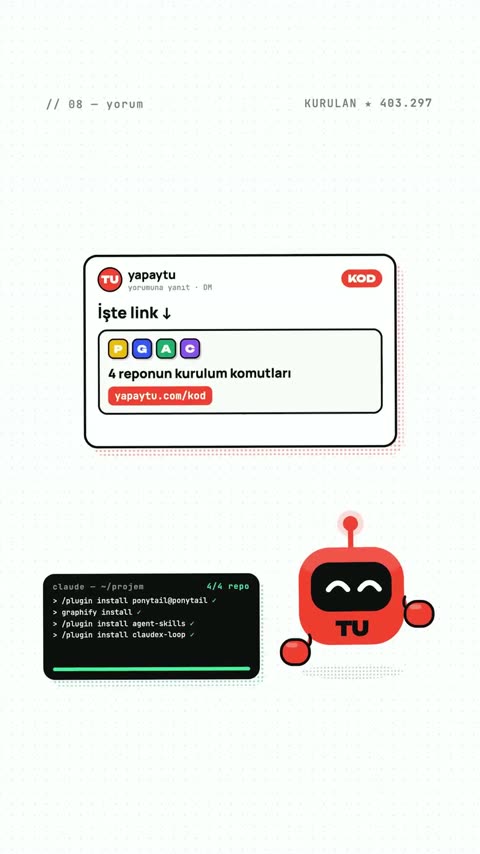 // 08 — yorum
KURULAN ★ 403.297
TU
yapaytu
yorumuna yanıt · DM
KOD
İşte link ↓
P G A C
4 reponun kurulum komutları
yapaytu.com/kod
claude — ~/projem
4/4 repo
> /plugin install ponytail@ponytail ✓
> graphify install ✓
> /plugin install agent-skills ✓
> /plugin install claudex-loop ✓
TU